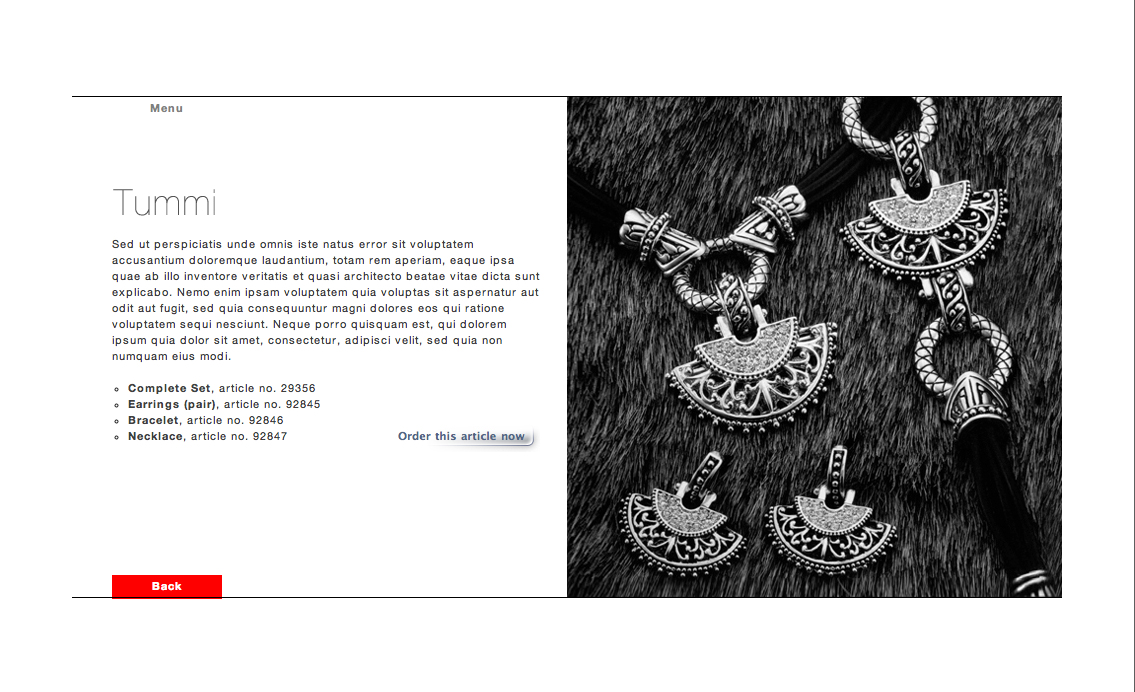 Menu
Tummi
Sed ut perspiciatis unde omnis iste natus error sit voluptatem
accusantium doloremque laudantium, totam rem aperiam, eaque ipsa
quae ab illo inventore veritatis et quasi architecto beatae vitae dicta sunt
explicabo. Nemo enim ipsam voluptatem quia voluptas sit aspernatur aut
odit aut fugit, sed quia consequuntur magni dolores eos qui ratione
voluptatem sequi nesciunt. Neque porro quisquam est, qui dolorem
ipsum quia dolor sit amet, consectetur, adipisci velit, sed quia non
numquam eius modi.
Complete Set, article no. 29356
Earrings (pair), article no. 92845
Bracelet, article no. 92846
Necklace, article no. 92847
Order this article now
Back